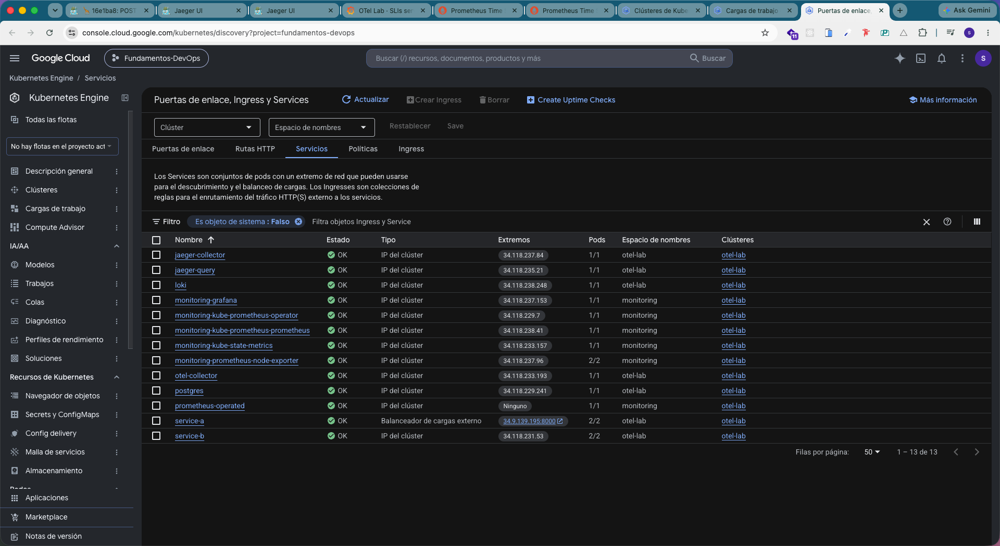 16e1ba8: POST
Jaeger UI
Jaeger UI
OTel Lab - SLIs ser
Prometheus Time
Prometheus Time
Clústeres de Kube
Cargas de trabajo
Puertas de enlace,
Ask Gemini
console.cloud.google.com/kubernetes/discovery?project=fundamentos-devops
11
S
Google Cloud
Fundamentos-DevOps
Buscar (/) recursos, documentos, productos y más
Buscar
S
Kubernetes Engine / Servicios
Kubernetes Engine
Todas las flotas
No hay flotas en el proyecto act
Descripción general
Clústeres
Cargas de trabajo
Compute Advisor
IA/AA
Modelos
Trabajos
Colas
Diagnóstico
Perfiles de rendimiento
Soluciones
Recursos de Kubernetes
Navegador de objetos
Secrets y ConfigMaps
Config delivery
Malla de servicios
Almacenamiento
Aplicaciones
Marketplace
Notas de versión
Puertas de enlace, Ingress y Services
Actualizar
Crear Ingress
Borrar
Create Uptime Checks
Más información
Clúster
Espacio de nombres
Restablecer
Save
Puertas de enlace
Rutas HTTP
Servicios
Políticas
Ingress
Los Services son conjuntos de pods con un extremo de red que pueden usarse
para el descubrimiento y el balanceo de cargas. Los Ingresses son colecciones de
reglas para el enrutamiento del tráfico HTTP(S) externo a los servicios.
Filtro
Es objeto de sistema : Falso
Filtra objetos Ingress y Service
Nombre Estado Tipo Extremos Pods Espacio de nombres Clústeres
jaeger-collector OK IP del clúster 34.118.237.84 1/1 otel-lab otel-lab
jaeger-query OK IP del clúster 34.118.235.21 1/1 otel-lab otel-lab
loki OK IP del clúster 34.118.238.248 1/1 otel-lab otel-lab
monitoring-grafana OK IP del clúster 34.118.237.153 1/1 monitoring otel-lab
monitoring-kube-prometheus-operator OK IP del clúster 34.118.229.7 1/1 monitoring otel-lab
monitoring-kube-prometheus-prometheus OK IP del clúster 34.118.238.41 1/1 monitoring otel-lab
monitoring-kube-state-metrics OK IP del clúster 34.118.233.157 1/1 monitoring otel-lab
monitoring-prometheus-node-exporter OK IP del clúster 34.118.237.96 2/2 monitoring otel-lab
otel-collector OK IP del clúster 34.118.233.193 1/1 otel-lab otel-lab
postgres OK IP del clúster 34.118.229.241 1/1 otel-lab otel-lab
prometheus-operated OK IP del clúster Ninguno 1/1 monitoring otel-lab
service-a OK Balanceador de cargas externo 34.9.139.195:8000 2/2 otel-lab otel-lab
service-b OK IP del clúster 34.118.231.53 2/2 otel-lab otel-lab
Filas por página: 50 1 – 13 de 13